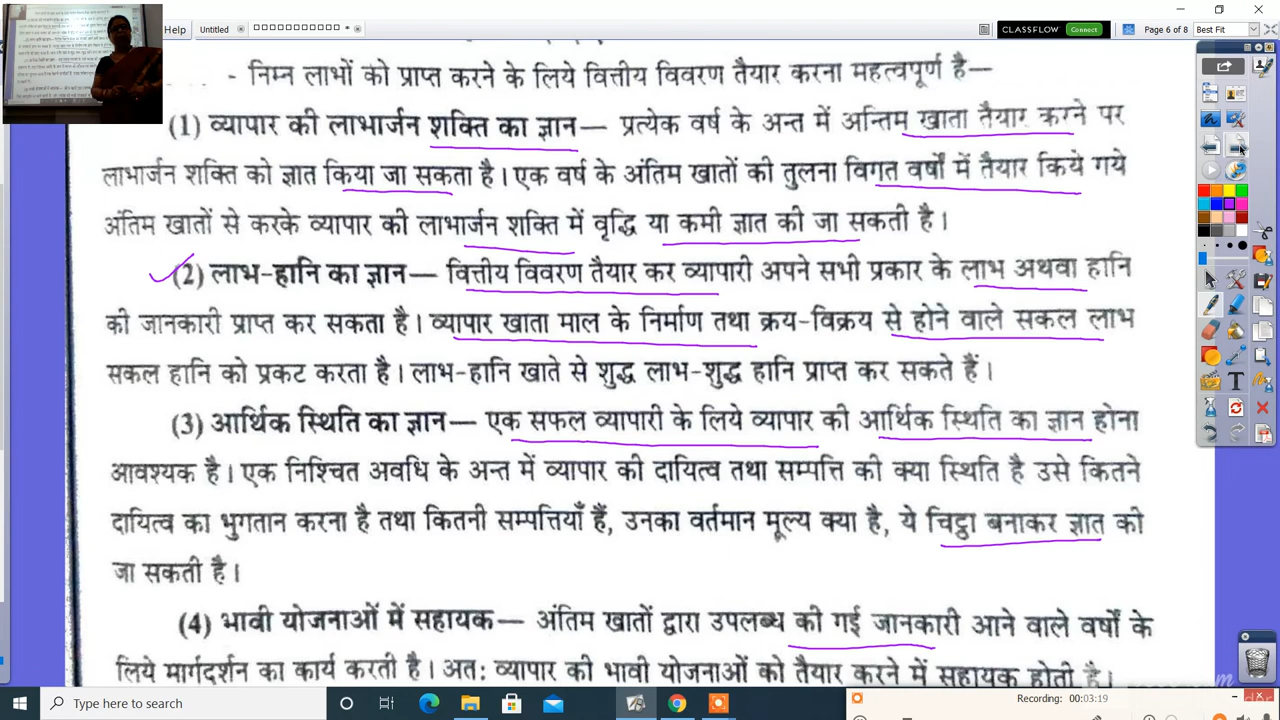 Help
Untitled
CLASSFLOW Connect
Page 6 of 8
Best Fit
- निम्न लाभों को प्राप्त करने के लिये वित्तीय विवरण तैयार करना महत्वपूर्ण है—
(1) व्यापार की लाभार्जन शक्ति का ज्ञान— प्रत्येक वर्ष के अन्त में अन्तिम खाता तैयार करने पर
लाभार्जन शक्ति को ज्ञात किया जा सकता है। एक वर्ष के अंतिम खातों की तुलना विगत वर्षों में तैयार किये गये
अंतिम खातों से करके व्यापार की लाभार्जन शक्ति में वृद्धि या कमी ज्ञात की जा सकती है।
(2) लाभ-हानि का ज्ञान— वित्तीय विवरण तैयार कर व्यापारी अपने सभी प्रकार के लाभ अथवा हानि
की जानकारी प्राप्त कर सकता है। व्यापार खाता माल के निर्माण तथा क्रय-विक्रय से होने वाले सकल लाभ
सकल हानि को प्रकट करता है। लाभ-हानि खाते से शुद्ध लाभ-शुद्ध हानि प्राप्त कर सकते हैं।
(3) आर्थिक स्थिति का ज्ञान— एक सफल व्यापारी के लिये व्यापार की आर्थिक स्थिति का ज्ञान होना
आवश्यक है। एक निश्चित अवधि के अन्त में व्यापार की दायित्व तथा सम्पत्ति की क्या स्थिति है उसे कितने
दायित्व का भुगतान करना है तथा कितनी सम्पत्तियाँ हैं, उनका वर्तमान मूल्य क्या है, ये चिट्ठा बनाकर ज्ञात की
जा सकती है।
(4) भावी योजनाओं में सहायक— अंतिम खातों द्वारा उपलब्ध की गई जानकारी आने वाले वर्षों के
लिये मार्गदर्शन का कार्य करती है। अत: व्यापार की भावी योजनाओं को तैयार करने में सहायक होती है।
Type here to search
Recording: 00:03:19